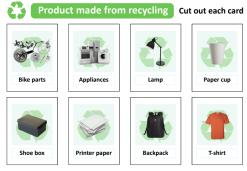 Product made from recycling Cut out each card
Bike parts Appliances Lamp Paper cup
Shoe box Printer paper Backpack T-shirt